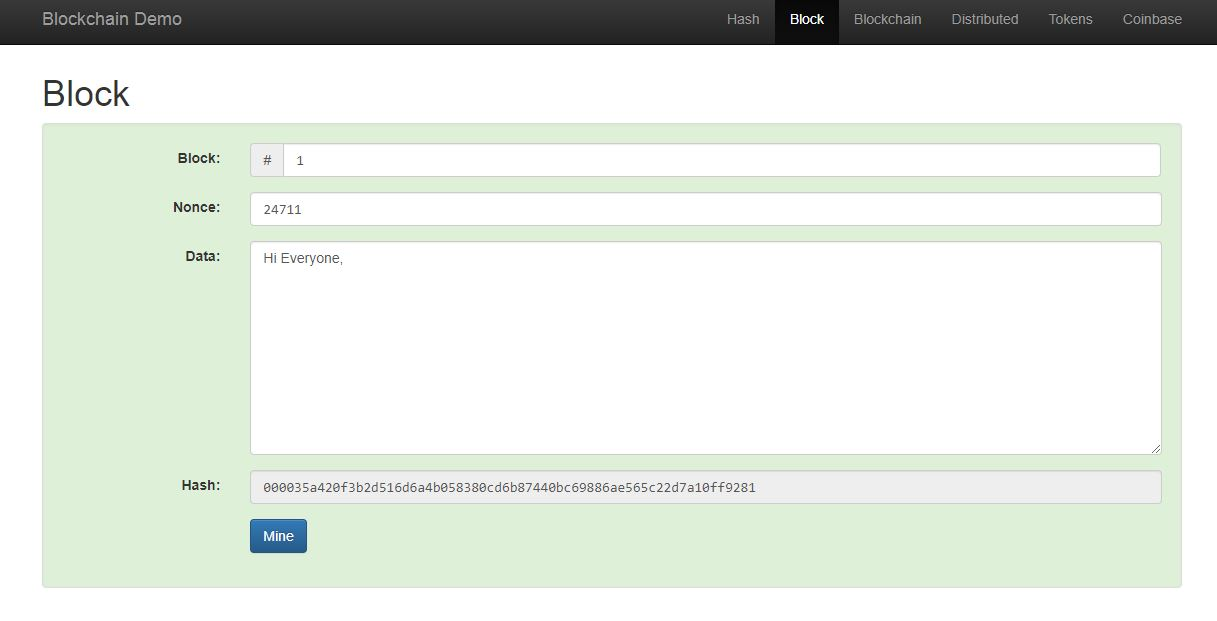 Blockchain Demo Hash Block Blockchain Distributed Tokens Coinbase
Block
Block: # 1
Nonce: 24711
Data: Hi Everyone,
Hash: 000035a420f3b2d516d6a4b058380cd6b87440bc69886ae565c22d7a10ff9281
Mine